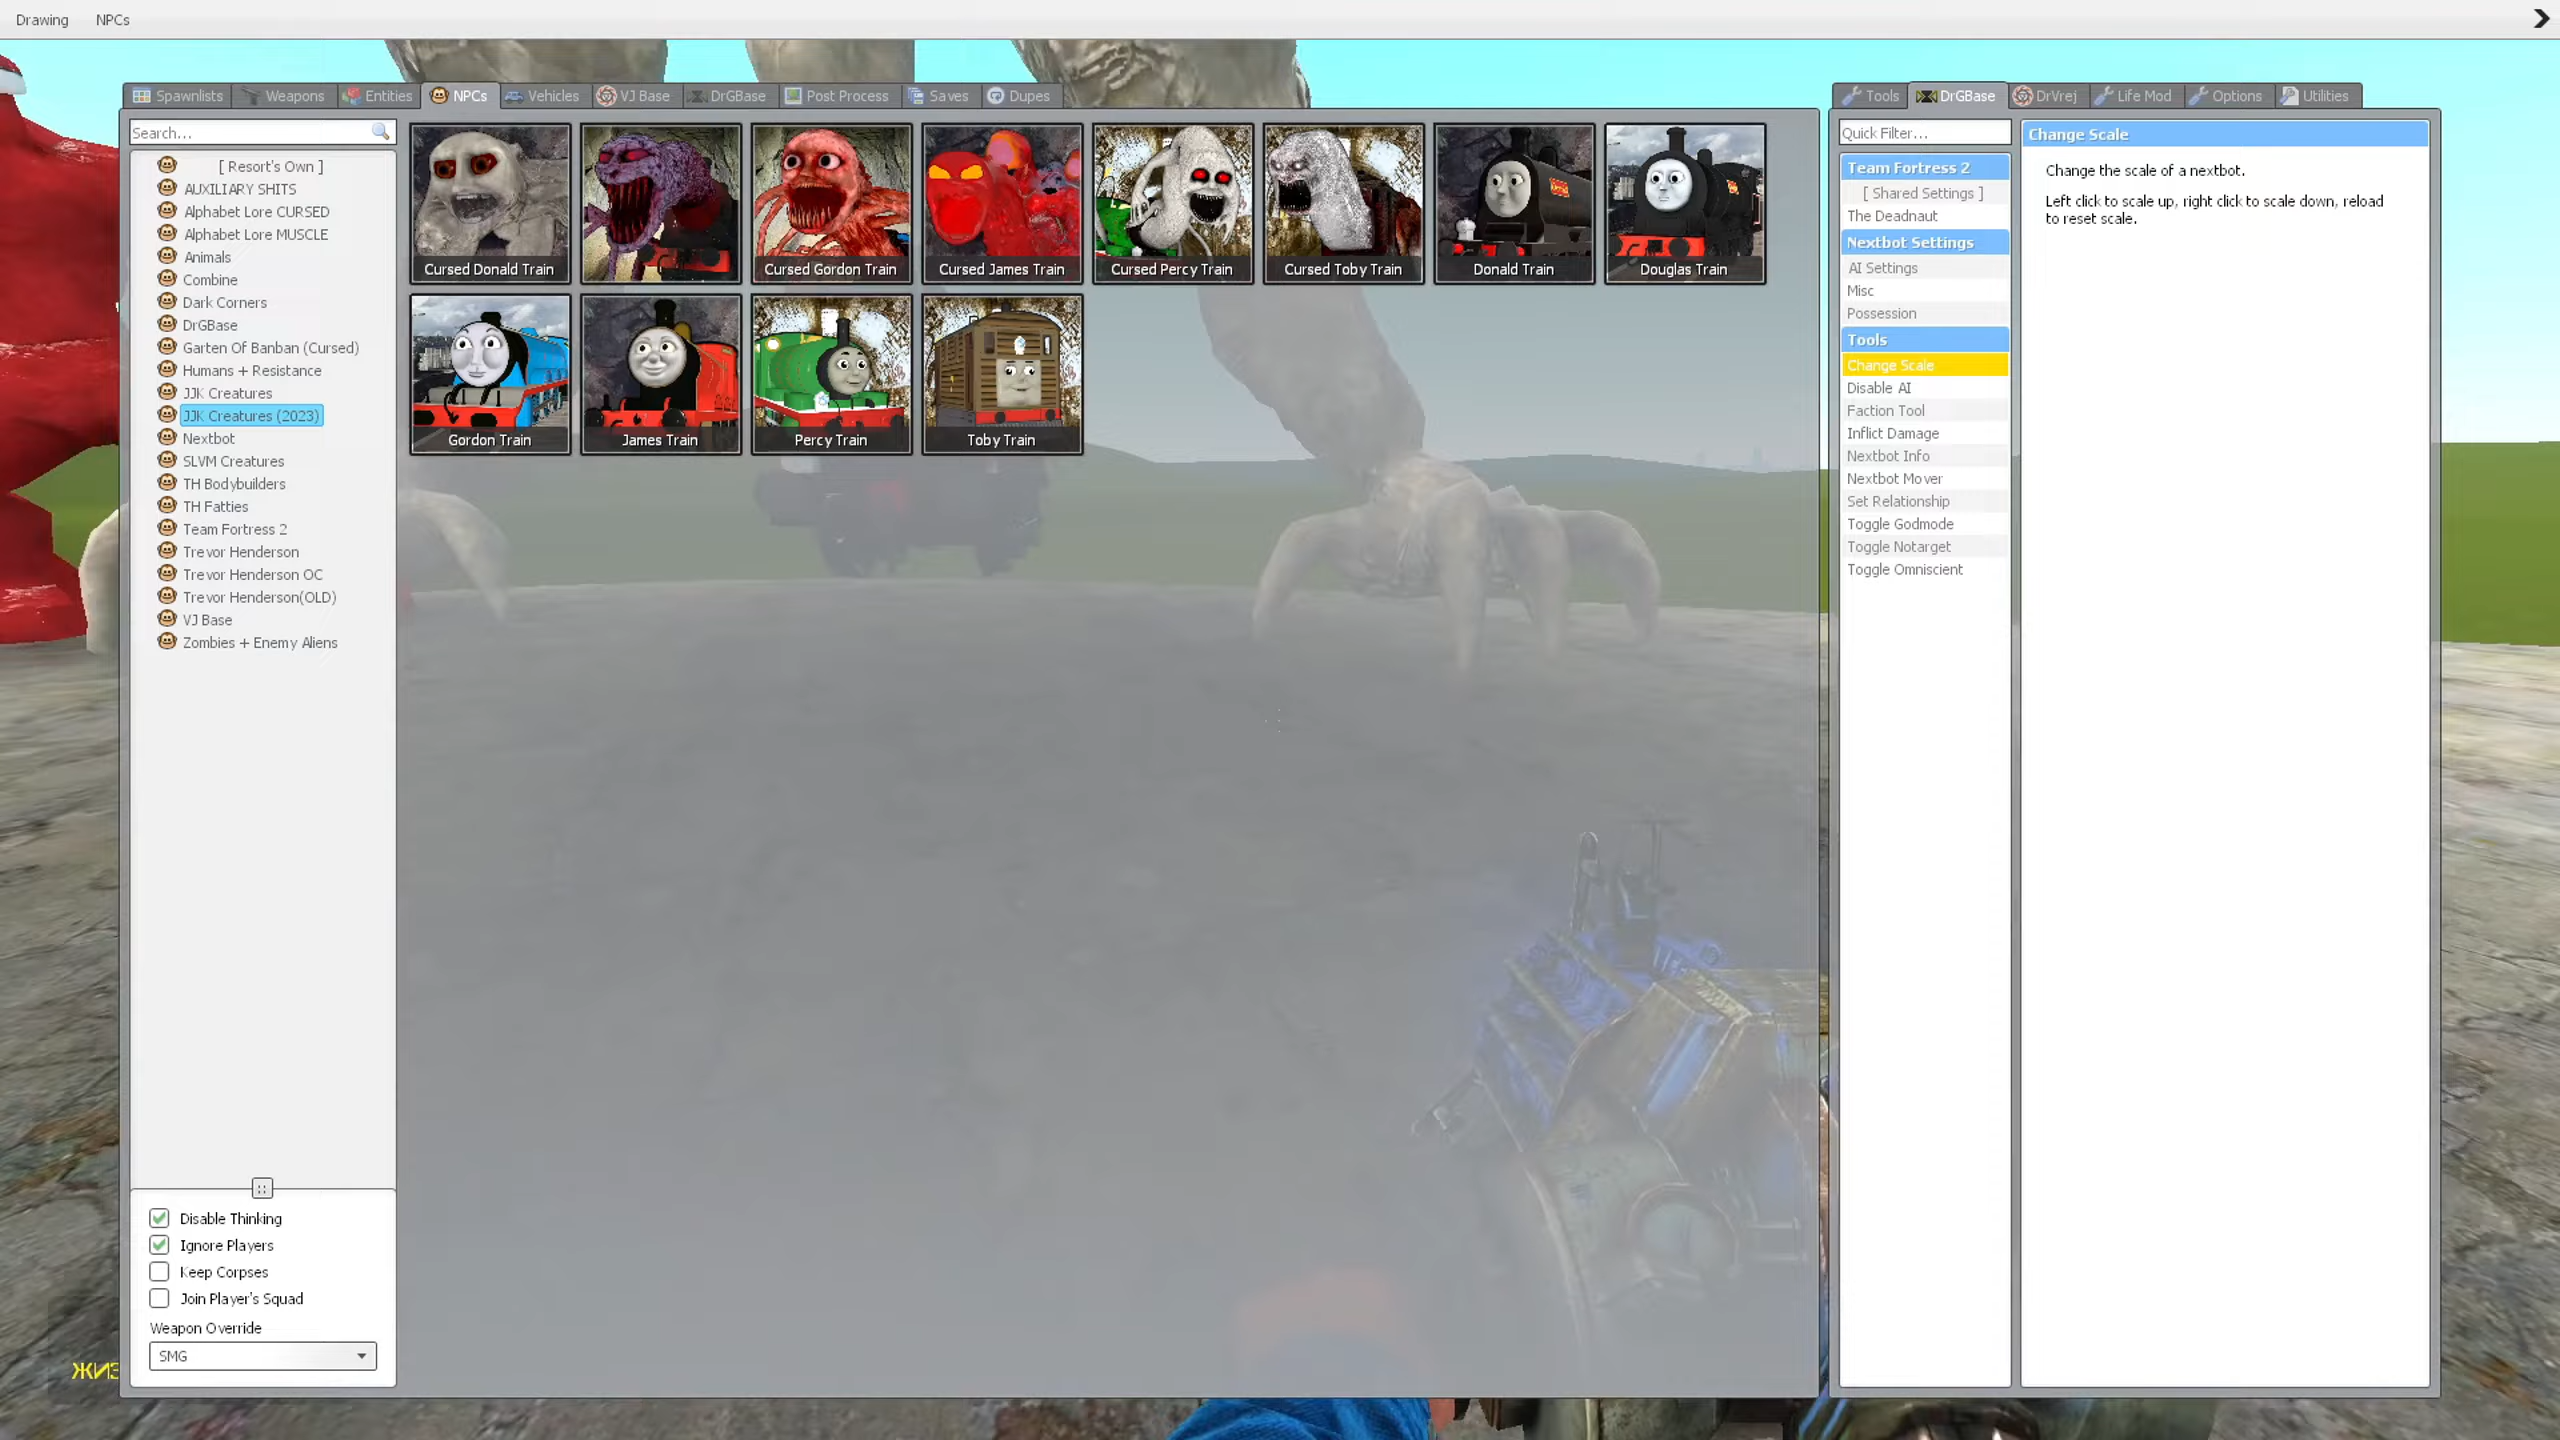 Drawing NPCs
Spawnlists Weapons Entities NPCs Vehicles VJ Base DrGBase Post Process Saves Dupes
Tools DrGBase DrVrej Life Mod Options Utilities
Search...
[ Resort's Own ]
AUXILIARY SHITS
Alphabet Lore CURSED
Alphabet Lore MUSCLE
Animals
Combine
Dark Corners
DrGBase
Garten Of Banban (Cursed)
Humans + Resistance
JJK Creatures
JJK Creatures (2023)
Nextbot
SLVM Creatures
TH Bodybuilders
TH Fatties
Team Fortress 2
Trevor Henderson
Trevor Henderson OC
Trevor Henderson(OLD)
VJ Base
Zombies + Enemy Aliens
Disable Thinking
Ignore Players
Keep Corpses
Join Player's Squad
Weapon Override
SMG
ЖИЗ
Cursed Donald Train
Cursed Gordon Train
Cursed James Train
Cursed Percy Train
Cursed Toby Train
Donald Train
Douglas Train
Gordon Train
James Train
Percy Train
Toby Train
Quick Filter...
Team Fortress 2
[ Shared Settings ]
The Deadnaut
Nextbot Settings
AI Settings
Misc
Possession
Tools
Change Scale
Disable AI
Faction Tool
Inflict Damage
Nextbot Info
Nextbot Mover
Set Relationship
Toggle Godmode
Toggle Notarget
Toggle Omniscient
Change Scale
Change the scale of a nextbot.
Left click to scale up, right click to scale down, reload
to reset scale.